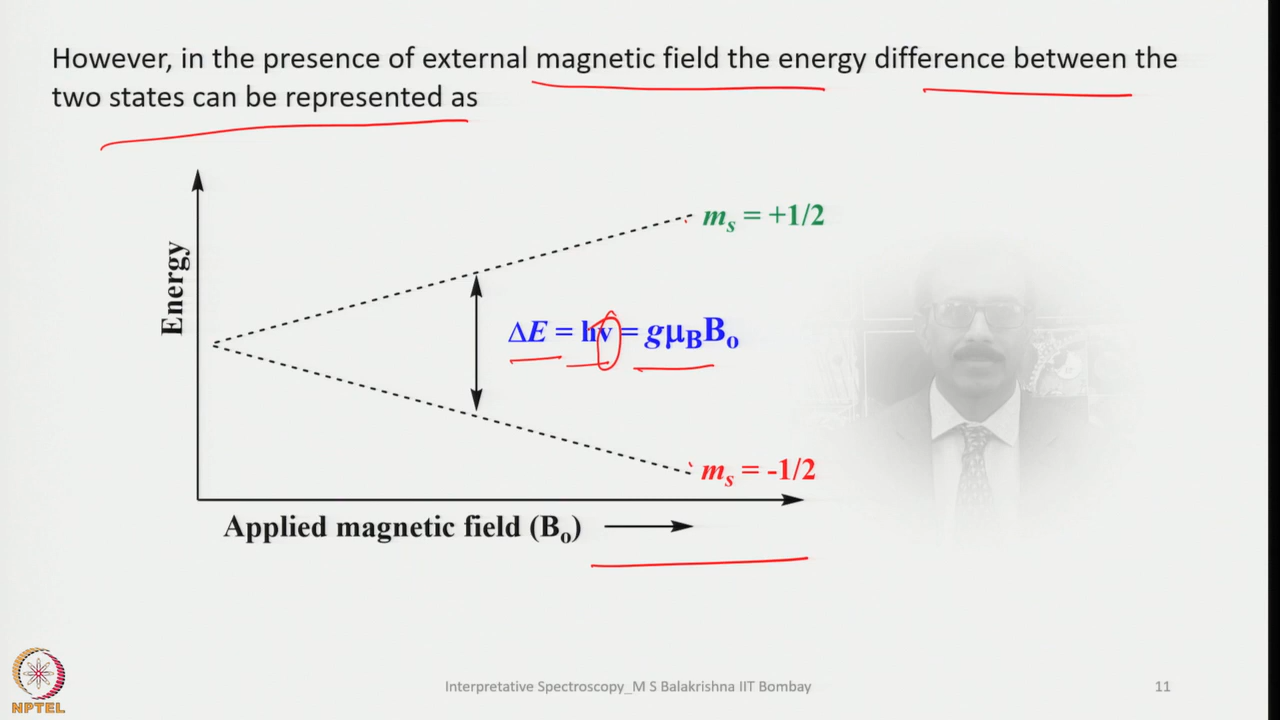 However, in the presence of external magnetic field the energy difference between the
two states can be represented as
Energy
mₛ = +1/2
ΔE = hν = gμ_BBₒ
mₛ = -1/2
Applied magnetic field (Bₒ)
NPTEL
Interpretative Spectroscopy_M S Balakrishna IIT Bombay
11